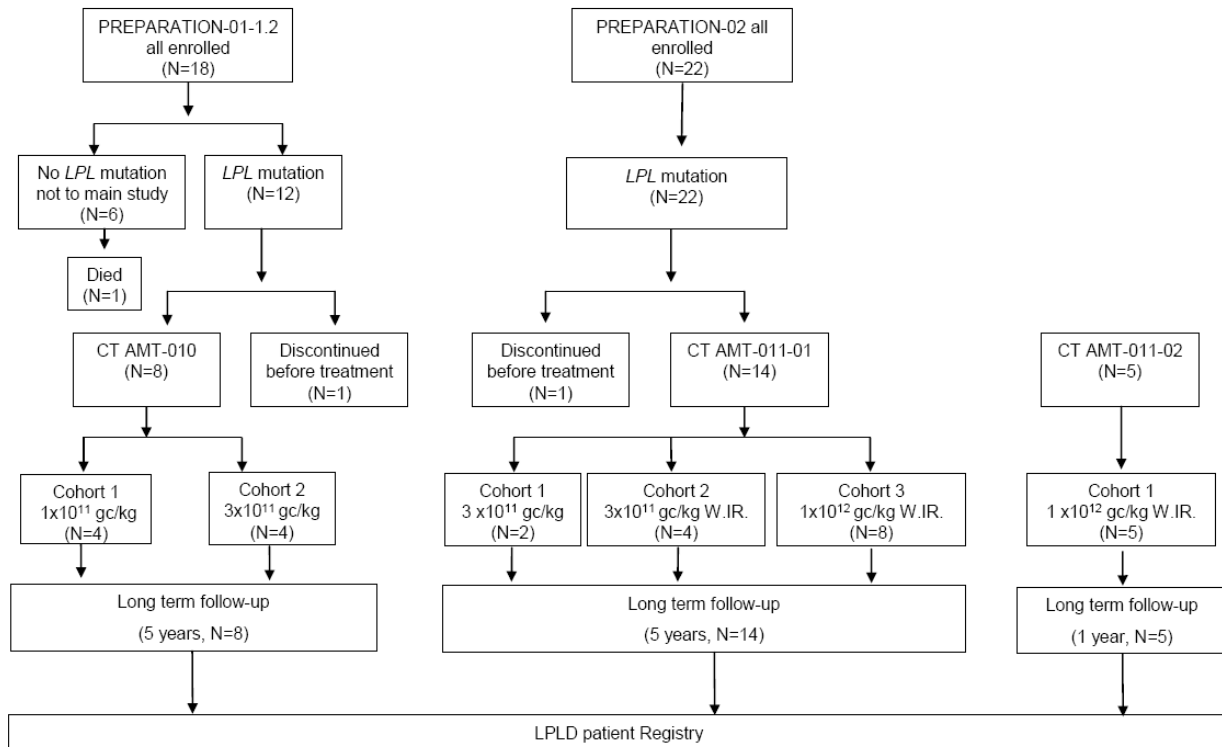 PREPARATION-01-1.2
all enrolled
(N=18)
PREPARATION-02 all
enrolled
(N=22)
No LPL mutation
not to main study
(N=6)
LPL mutation
(N=12)
LPL mutation
(N=22)
Died
(N=1)
CT AMT-010
(N=8)
Discontinued
before treatment
(N=1)
Discontinued
before treatment
(N=1)
CT AMT-011-01
(N=14)
CT AMT-011-02
(N=5)
Cohort 1
1x10¹¹ gc/kg
(N=4)
Cohort 2
3x10¹¹ gc/kg
(N=4)
Cohort 1
3 x10¹¹ gc/kg
(N=2)
Cohort 2
3x10¹¹ gc/kg W.IR.
(N=4)
Cohort 3
1x10¹² gc/kg W.IR.
(N=8)
Cohort 1
1 x10¹² gc/kg W.IR.
(N=5)
Long term follow-up
(5 years, N=8)
Long term follow-up
(5 years, N=14)
Long term follow-up
(1 year, N=5)
LPLD patient Registry